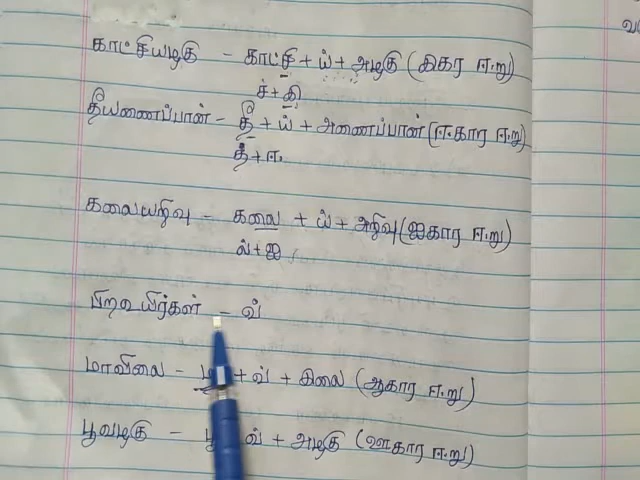 காட்சியழகு - காட்சி + ய் + அழகு (இகர ஈறு)
ச் + இ
தீயணைப்பான் - தீ + ய் + அணைப்பான் (ஈகார ஈறு)
த் + ஈ
கலையறிவு - கலை + ய் + அறிவு (ஐகார ஈறு)
ல் + ஐ
பிறவுயிர்கள் - வ்
மாவிலை - + வ் + இலை (ஆகார ஈறு)
பூவழகு - பூ வ் + அழகு (ஊகார ஈறு)